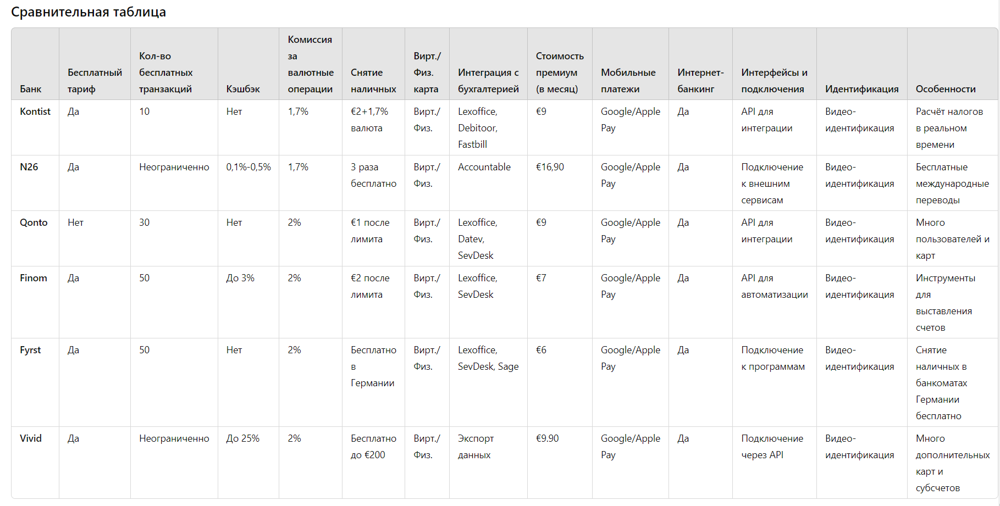 Сравнительная таблица
Банк
Бесплатный
тариф
Кол-во
бесплатных
транзакций
Кэшбэк
Комиссия
за
валютные
операции
Снятие
наличных
Вирт./
Физ.
карта
Интеграция с
бухгалтерией
Стоимость
премиум
(в месяц)
Мобильные
платежи
Интернет-
банкинг
Интерфейсы и
подключения
Идентификация
Особенности
Kontist
Да
10
Нет
1,7%
€2+1,7%
валюта
Вирт./
Физ.
Lexoffice,
Debitoor,
Fastbill
€9
Google/Apple
Pay
Да
API для
интеграции
Видео-
идентификация
Расчёт налогов
в реальном
времени
N26
Да
Неограниченно
0,1%-0,5%
1,7%
3 раза
бесплатно
Вирт./
Физ.
Accountable
€16,90
Google/Apple
Pay
Да
Подключение
к внешним
сервисам
Видео-
идентификация
Бесплатные
международные
переводы
Qonto
Нет
30
Нет
2%
€1 после
лимита
Вирт./
Физ.
Lexoffice,
Datev,
SevDesk
€9
Google/Apple
Pay
Да
API для
интеграции
Видео-
идентификация
Много
пользователей и
карт
Finom
Да
50
До 3%
2%
€2 после
лимита
Вирт./
Физ.
Lexoffice,
SevDesk
€7
Google/Apple
Pay
Да
API для
автоматизации
Видео-
идентификация
Инструменты
для
выставления
счетов
Fyrst
Да
50
Нет
2%
Бесплатно
в
Германии
Вирт./
Физ.
Lexoffice,
SevDesk, Sage
€6
Google/Apple
Pay
Да
Подключение
к программам
Видео-
идентификация
Снятие
наличных в
банкоматах
Германии
бесплатно
Vivid
Да
Неограниченно
До 25%
2%
Бесплатно
до €200
Вирт./
Физ.
Экспорт
данных
€9.90
Google/Apple
Pay
Да
Подключение
через API
Видео-
идентификация
Много
дополнительных
карт и
субсчетов